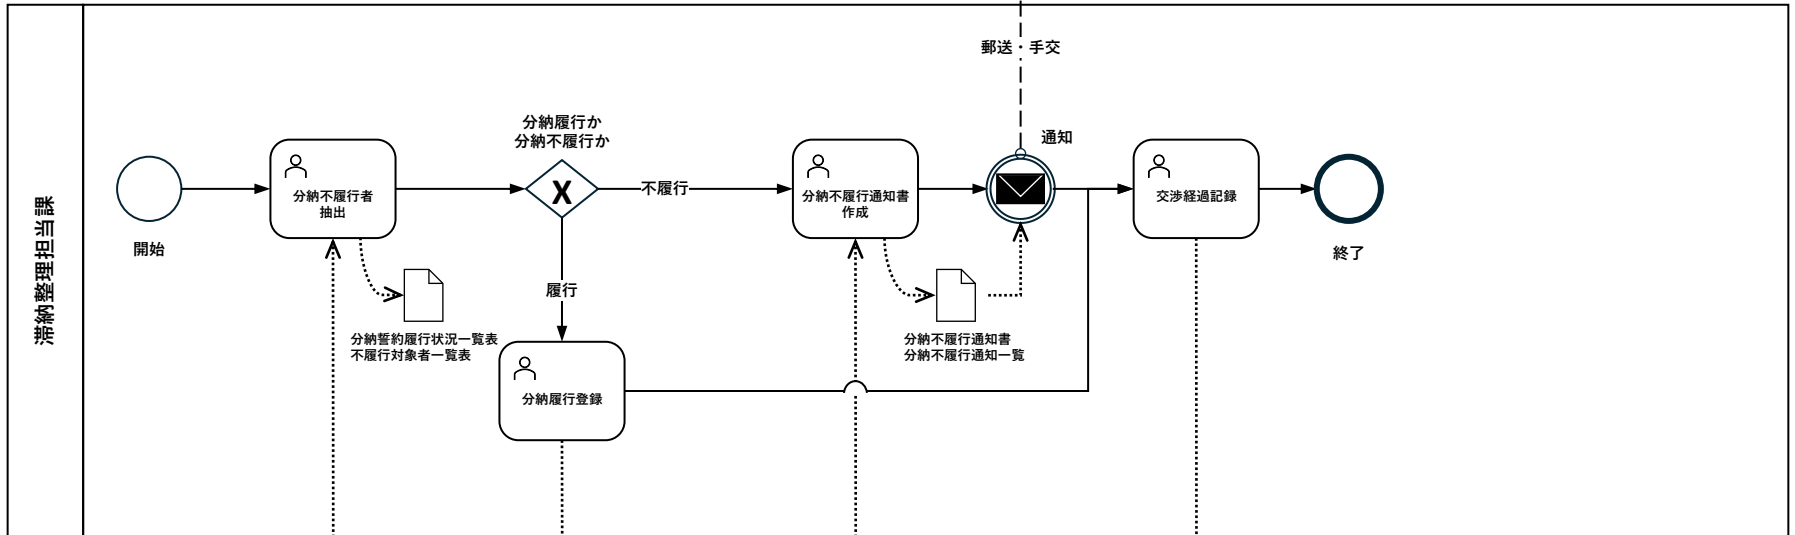 滞納整理担当課
開始
分納不履行者
抽出
分納誓約履行状況一覧表
不履行対象者一覧表
分納履行か
分納不履行か
X
不履行
履行
分納履行登録
分納不履行通知書
作成
分納不履行通知書
分納不履行通知一覧
郵送・手交
通知
交渉経過記録
終了